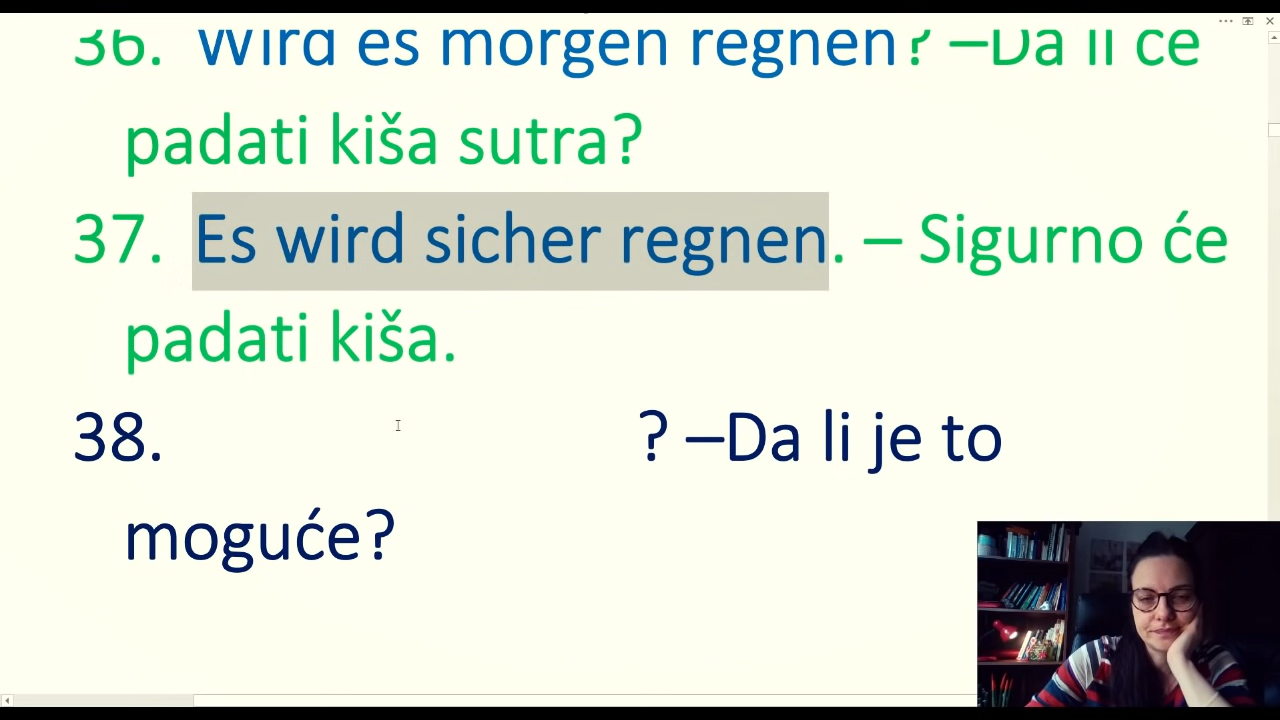 36. Wird es morgen regnen? –Da li će
padati kiša sutra?
37. Es wird sicher regnen. – Sigurno će
padati kiša.
38. ? –Da li je to
moguće?